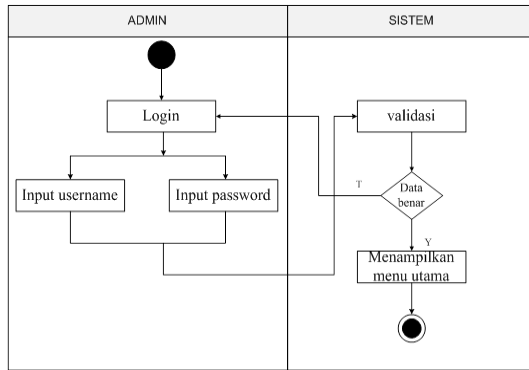 ADMIN
SISTEM
Login
validasi
Input username
Input password
T
Data
benar
Y
Menampilkan
menu utama